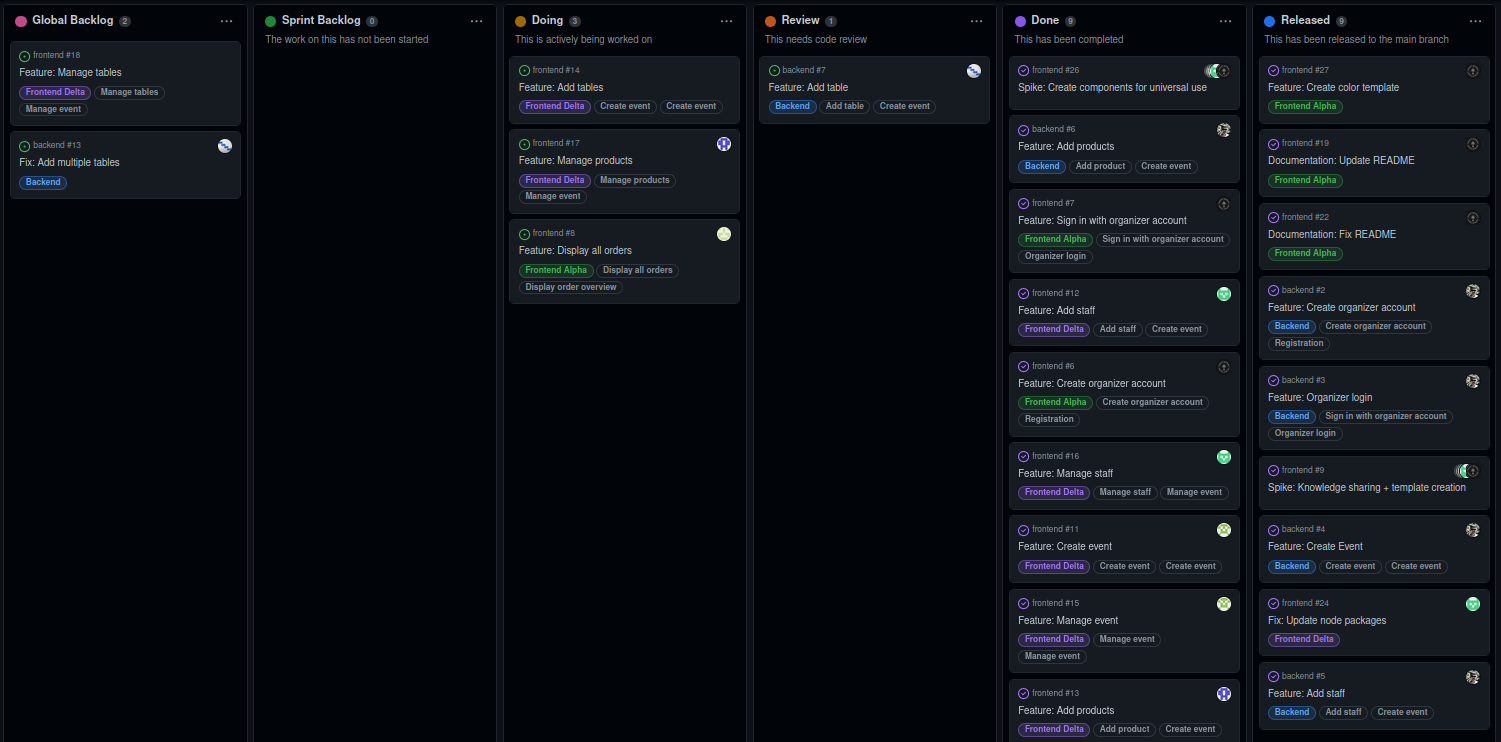 Global Backlog 2
frontend #18
Feature: Manage tables
Frontend Delta Manage tables
Manage event
backend #13
Fix: Add multiple tables
Backend
Sprint Backlog 0
The work on this has not been started
Doing 3
This is actively being worked on
frontend #14
Feature: Add tables
Frontend Delta Create event Create event
frontend #17
Feature: Manage products
Frontend Delta Manage products
Manage event
frontend #8
Feature: Display all orders
Frontend Alpha Display all orders
Display order overview
Review 1
This needs code review
backend #7
Feature: Add table
Backend Add table Create event
Done 9
This has been completed
frontend #26
Spike: Create components for universal use
backend #6
Feature: Add products
Backend Add product Create event
frontend #7
Feature: Sign in with organizer account
Frontend Alpha Sign in with organizer account
Organizer login
frontend #12
Feature: Add staff
Frontend Delta Add staff Create event
frontend #6
Feature: Create organizer account
Frontend Alpha Create organizer account
Registration
frontend #16
Feature: Manage staff
Frontend Delta Manage staff Manage event
frontend #11
Feature: Create event
Frontend Delta Create event Create event
frontend #15
Feature: Manage event
Frontend Delta Manage event
Manage event
frontend #13
Feature: Add products
Frontend Delta Add product Create event
Released 9
This has been released to the main branch
frontend #27
Feature: Create color template
Frontend Alpha
frontend #19
Documentation: Update README
Frontend Alpha
frontend #22
Documentation: Fix README
Frontend Alpha
backend #2
Feature: Create organizer account
Backend Create organizer account
Registration
backend #3
Feature: Organizer login
Backend Sign in with organizer account
Organizer login
frontend #9
Spike: Knowledge sharing + template creation
backend #4
Feature: Create Event
Backend Create event Create event
frontend #24
Fix: Update node packages
Frontend Delta
backend #5
Feature: Add staff
Backend Add staff Create event